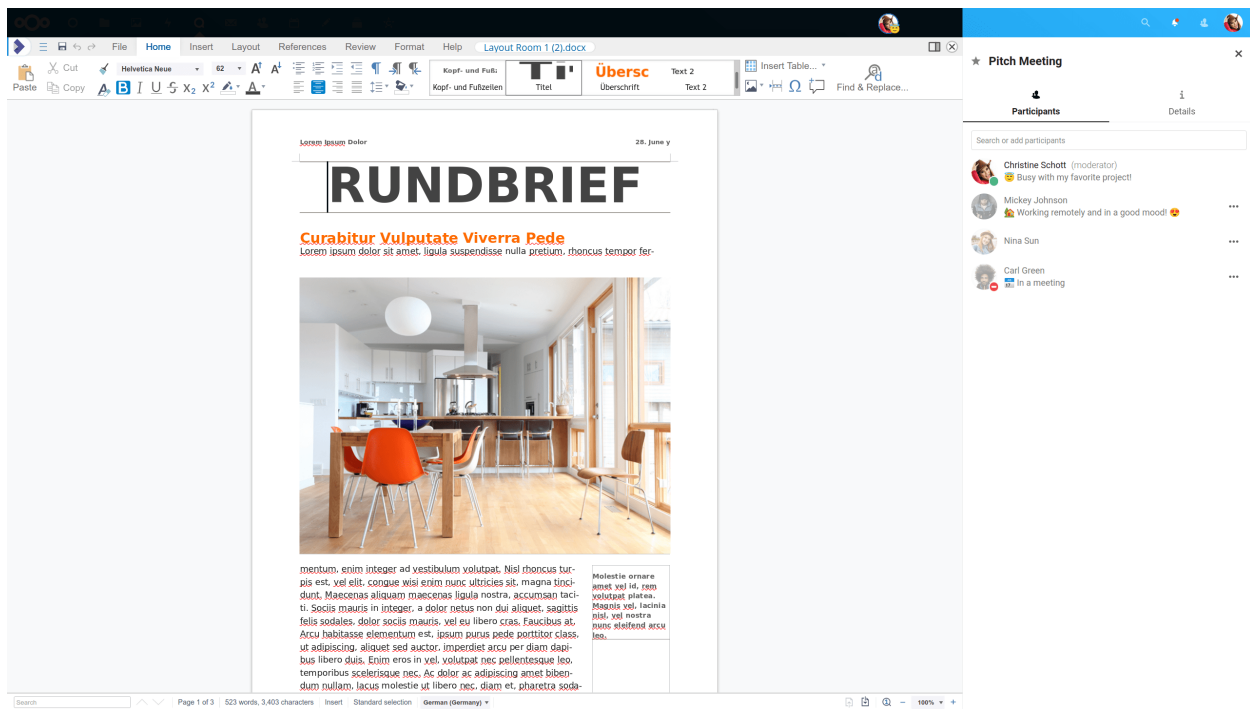 File Home Insert Layout References Review Format Help Layout Room 1 (2).docx
Paste Cut Copy
Helvetica Neue 62
Kopf- und Fuß:
Kopf- und Fußzeilen
Titel
Übersc
Überschrift
Text 2
Text 2
Insert Table...
Find & Replace...
Lorem Ipsum Dolor 28. June y
RUNDBRIEF
Curabitur Vulputate Viverra Pede
Lorem ipsum dolor sit amet, ligula suspendisse nulla pretium, rhoncus tempor fer-
mentum, enim integer ad vestibulum volutpat. Nisl rhoncus tur-
pis est, vel elit, congue wisi enim nunc ultricies sit, magna tinci-
dunt. Maecenas aliquam maecenas ligula nostra, accumsan taci-
ti. Sociis mauris in integer, a dolor netus non dui aliquet, sagittis
felis sodales, dolor sociis mauris, vel eu libero cras. Faucibus at.
Arcu habitasse elementum est, ipsum purus pede porttitor class,
ut adipiscing, aliquet sed auctor, imperdiet arcu per diam dapi-
bus libero duis. Enim eros in vel, volutpat nec pellentesque leo,
temporibus scelerisque nec. Ac dolor ac adipiscing amet biben-
dum nullam, lacus molestie ut libero nec, diam et, pharetra soda-
Molestie ornare
amet vel id, rem
volutpat platea.
Magnis vel, lacinia
nisl, vel nostra
nunc eleifend arcu
leo.
Search Page 1 of 3 523 words, 3,403 characters Insert Standard selection German (Germany) 100%
Pitch Meeting
Participants Details
Search or add participants
Christine Schott (moderator)
😇 Busy with my favorite project!
Mickey Johnson
🏡 Working remotely and in a good mood! 😍
Nina Sun
Carl Green
📅 In a meeting